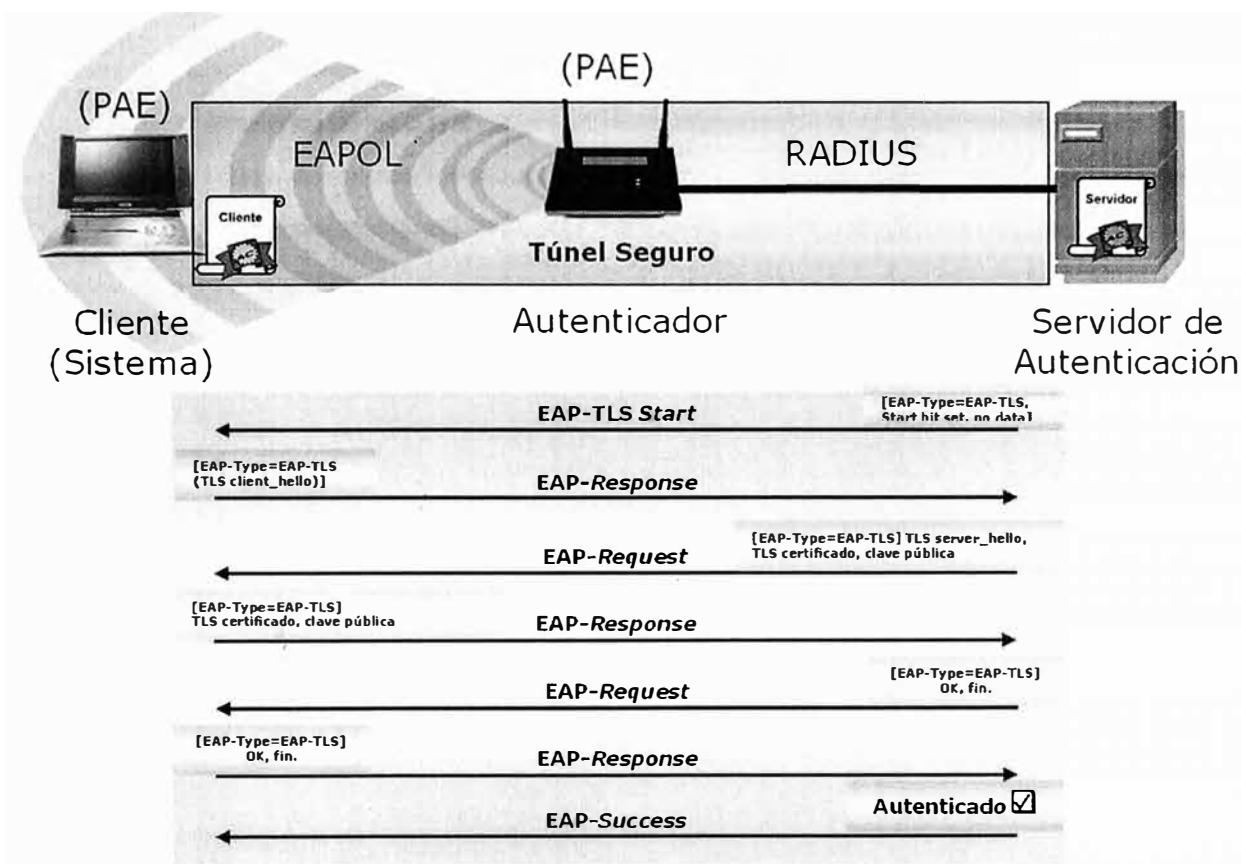 (PAE)
(PAE)
EAPOL
RADIUS
Cliente
Servidor
Túnel Seguro
Cliente
(Sistema)
Autenticador
Servidor de
Autenticación
EAP-TLS Start
[EAP-Type=EAP-TLS,
Start bit set, no data]
[EAP-Type=EAP-TLS
(TLS client_hello)]
EAP-Response
[EAP-Type=EAP-TLS] TLS server_hello,
TLS certificado, clave pública
EAP-Request
[EAP-Type=EAP-TLS]
TLS certificado, clave pública
EAP-Response
[EAP-Type=EAP-TLS]
OK, fin.
EAP-Request
[EAP-Type=EAP-TLS]
OK, fin.
EAP-Response
Autenticado
EAP-Success